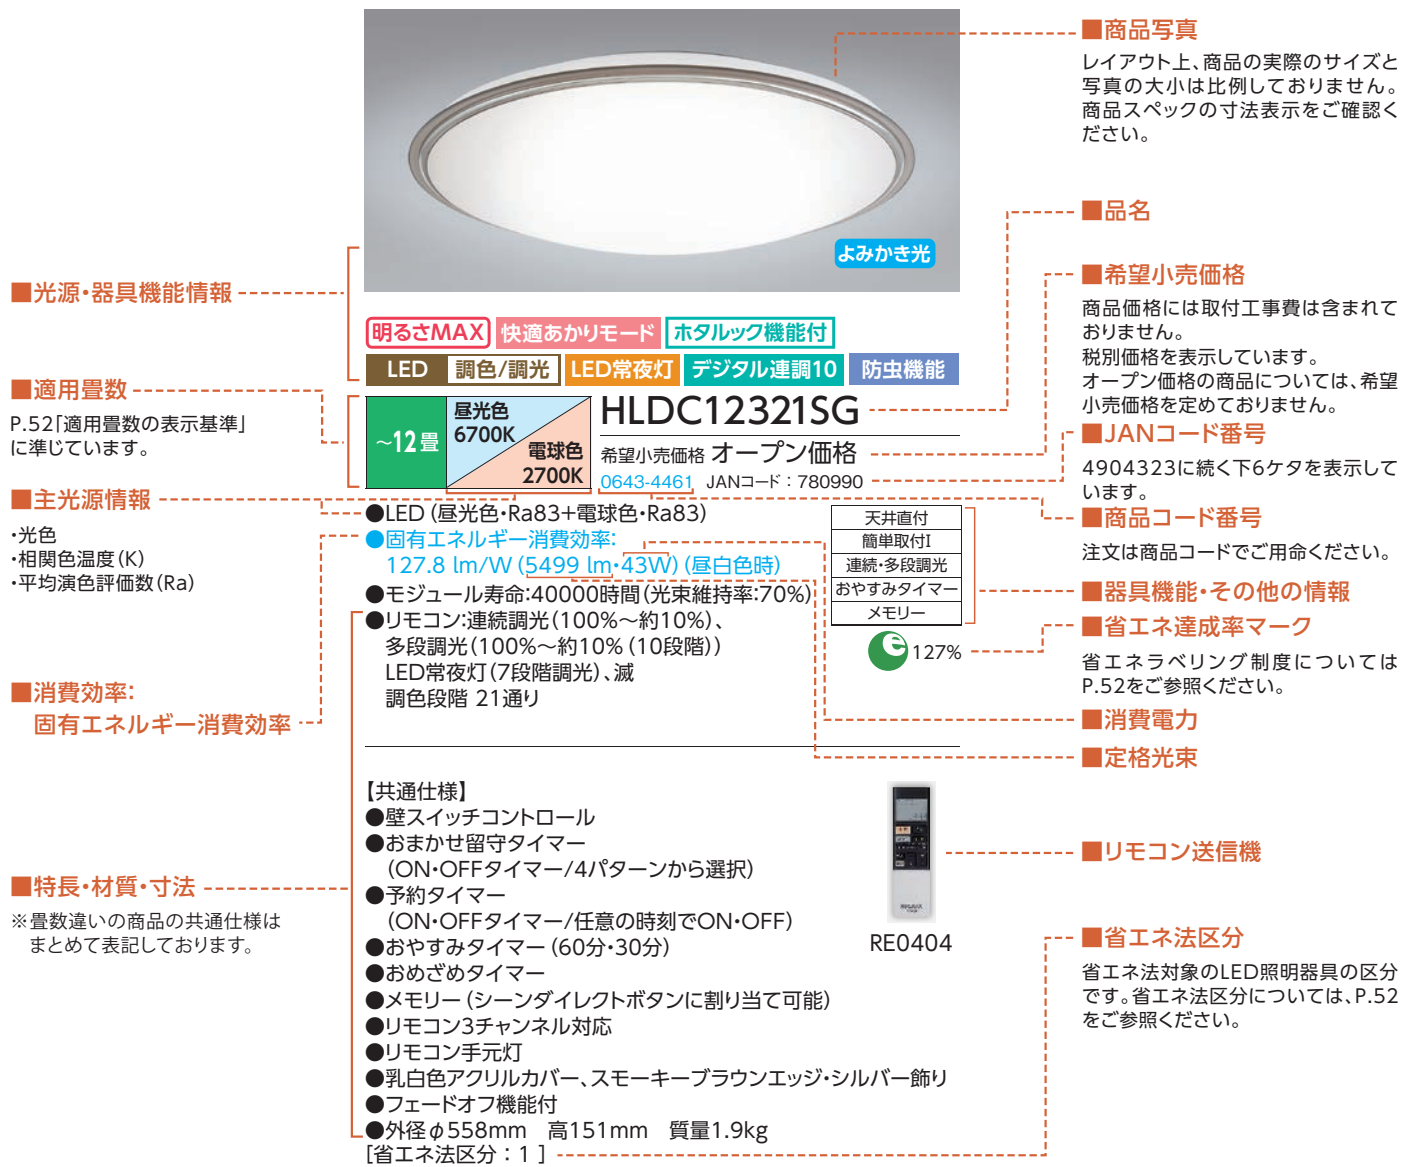 ■商品写真
レイアウト上、商品の実際のサイズと
写真の大小は比例しておりません。
商品スペックの寸法表示をご確認く
ださい。
■品名
よみかき光
■希望小売価格
商品価格には取付工事費は含まれて
おりません。
税別価格を表示しています。
オープン価格の商品については、希望
小売価格を定めておりません。
■光源・器具機能情報
明るさMAX 快適あかりモード ホタルック機能付
LED 調色/調光 LED常夜灯 デジタル連調10 防虫機能
■適用畳数
P.52「適用畳数の表示基準」
に準じています。
~12畳
昼光色
6700K
電球色
2700K
HLDC12321SG
希望小売価格 オープン価格
0643-4461 JANコード:780990
■JANコード番号
4904323に続く下6ケタを表示して
います。
■商品コード番号
注文は商品コードでご用命ください。
■主光源情報
・光色
・相関色温度(K)
・平均演色評価数(Ra)
●LED(昼光色・Ra83+電球色・Ra83)
●固有エネルギー消費効率:
127.8 lm/W(5499 lm・43W)(昼白色時)
●モジュール寿命:40000時間(光束維持率:70%)
●リモコン:連続調光(100%~約10%)、
多段調光(100%~約10%(10段階))
LED常夜灯(7段階調光)、滅
調色段階 21通り
天井直付
簡単取付I
連続・多段調光
おやすみタイマー
メモリー
e 127%
■器具機能・その他の情報
■省エネ達成率マーク
省エネラベリング制度については
P.52をご参照ください。
■消費電力
■定格光束
■消費効率:
固有エネルギー消費効率
【共通仕様】
●壁スイッチコントロール
●おまかせ留守タイマー
(ON・OFFタイマー/4パターンから選択)
●予約タイマー
(ON・OFFタイマー/任意の時刻でON・OFF)
●おやすみタイマー(60分・30分)
●おめざめタイマー
●メモリー(シーンダイレクトボタンに割り当て可能)
●リモコン3チャンネル対応
●リモコン手元灯
●乳白色アクリルカバー、スモーキーブラウンエッジ・シルバー飾り
●フェードオフ機能付
●外径φ558mm 高151mm 質量1.9kg
[省エネ法区分:1 ]
RE0404
■リモコン送信機
■特長・材質・寸法
※畳数違いの商品の共通仕様は
まとめて表記しております。
■省エネ法区分
省エネ法対象のLED照明器具の区分
です。省エネ法区分については、P.52
をご参照ください。